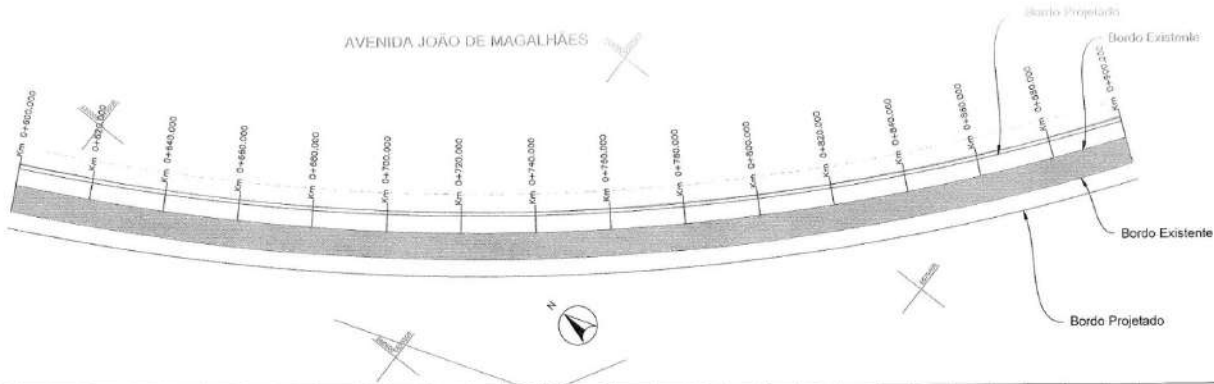 Bordo Projetado
AVENIDA JOÃO DE MAGALHÃES
Bordo Existente
Km 0+600.000
Km 0+620.000
Km 0+640.000
Km 0+660.000
Km 0+680.000
Km 0+700.000
Km 0+720.000
Km 0+740.000
Km 0+760.000
Km 0+780.000
Km 0+800.000
Km 0+820.000
Km 0+840.000
Km 0+860.000
Km 0+880.000
Km 0+900.000
Bordo Existente
N
Bordo Projetado